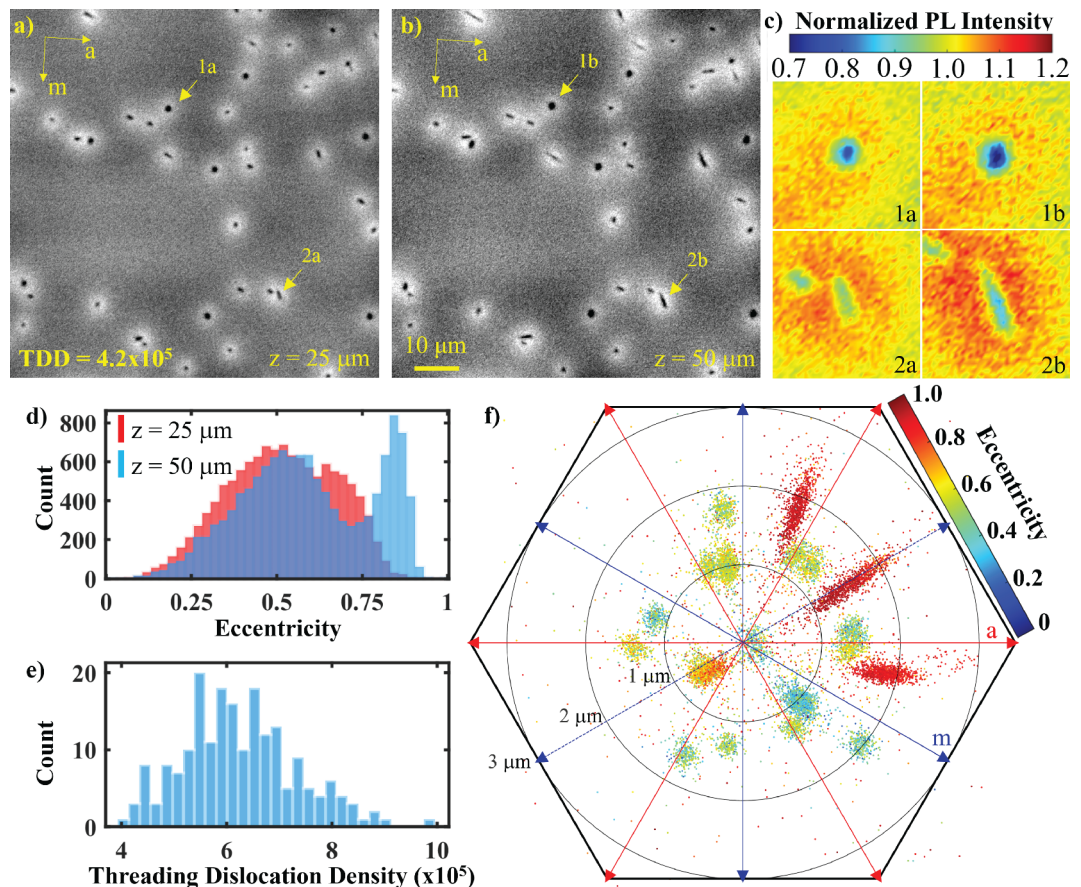 a)
a
m
1a
2a
TDD = 4.2x10⁵
z = 25 μm
b)
a
m
1b
2b
10 μm
z = 50 μm
c)
Normalized PL Intensity
0.7 0.8 0.9 1.0 1.1 1.2
1a
1b
2a
2b
d)
z = 25 μm
z = 50 μm
800
600
400
200
0
Count
0 0.25 0.5 0.75 1
Eccentricity
e)
20
10
0
Count
4 6 8 10
Threading Dislocation Density (x10⁵)
f)
1.0
0.8
0.6
0.4
0.2
0
Eccentricity
a
m
1 μm
2 μm
3 μm